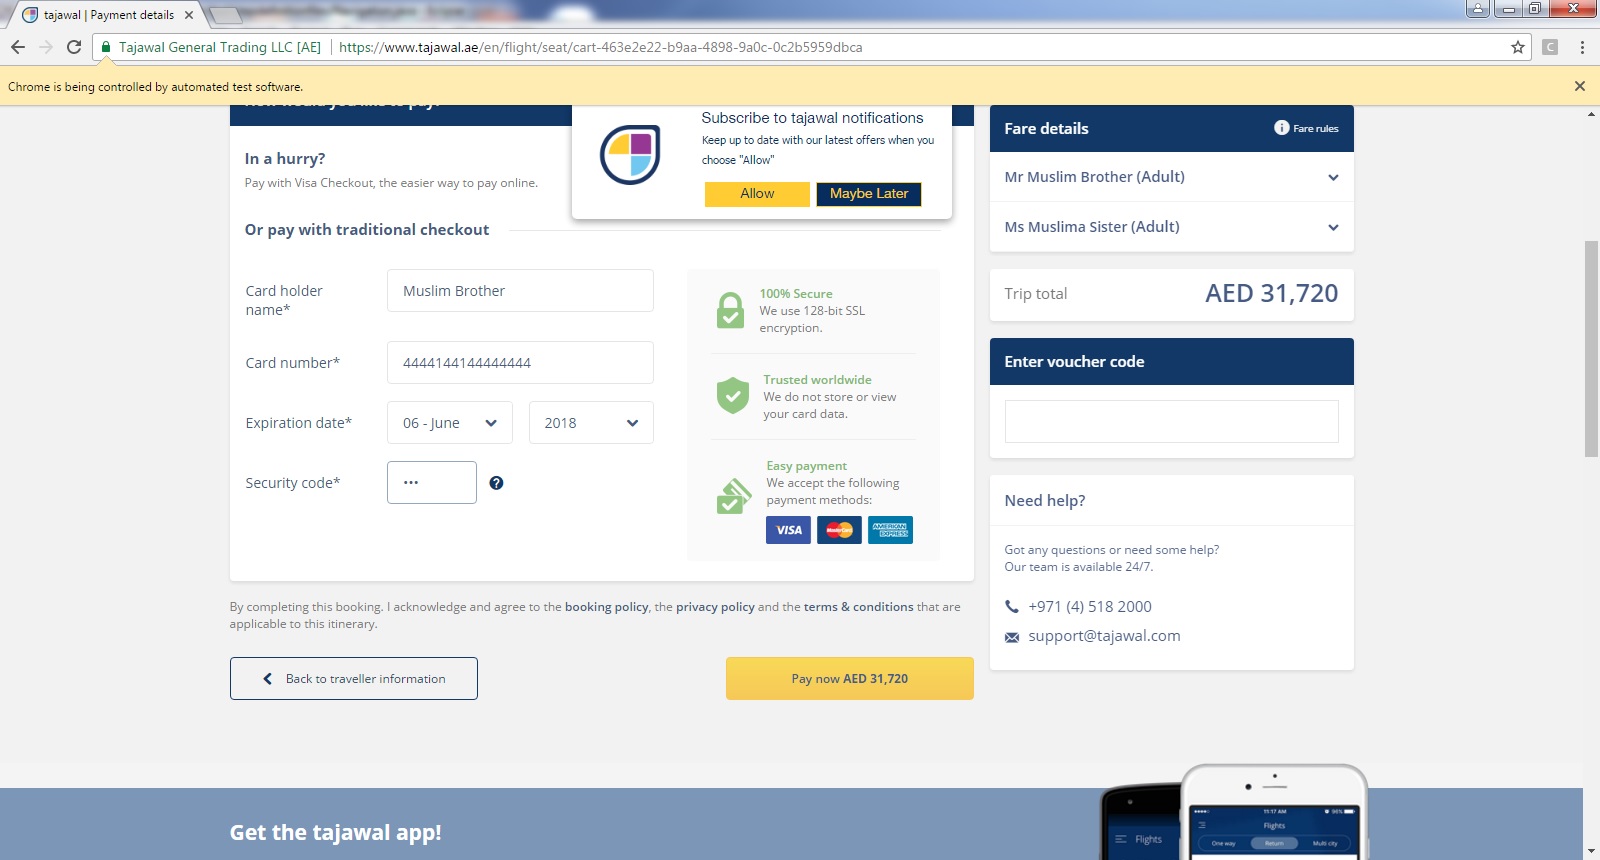 tajawal | Payment details
Tajawal General Trading LLC [AE]
https://www.tajawal.ae/en/flight/seat/cart-463e2e22-b9aa-4898-9a0c-0c2b5959dbca
C
Chrome is being controlled by automated test software.
How would you like to pay?
In a hurry?
Pay with Visa Checkout, the easier way to pay online.
Subscribe to tajawal notifications
Keep up to date with our latest offers when you
choose "Allow"
Allow
Maybe Later
Or pay with traditional checkout
Card holder
name*
Muslim Brother
Card number*
4444144144444444
Expiration date*
06 - June
2018
Security code*
•••
?
100% Secure
We use 128-bit SSL
encryption.
Trusted worldwide
We do not store or view
your card data.
Easy payment
We accept the following
payment methods:
VISA
MasterCard
AMERICAN
EXPRESS
By completing this booking. I acknowledge and agree to the booking policy, the privacy policy and the terms & conditions that are
applicable to this itinerary.
Back to traveller information
Pay now AED 31,720
Fare details
i Fare rules
Mr Muslim Brother (Adult)
Ms Muslima Sister (Adult)
Trip total
AED 31,720
Enter voucher code
Need help?
Got any questions or need some help?
Our team is available 24/7.
+971 (4) 518 2000
support@tajawal.com
Get the tajawal app!
Flights
11:17 AM
96%
Flights
One way
Return
Multi city